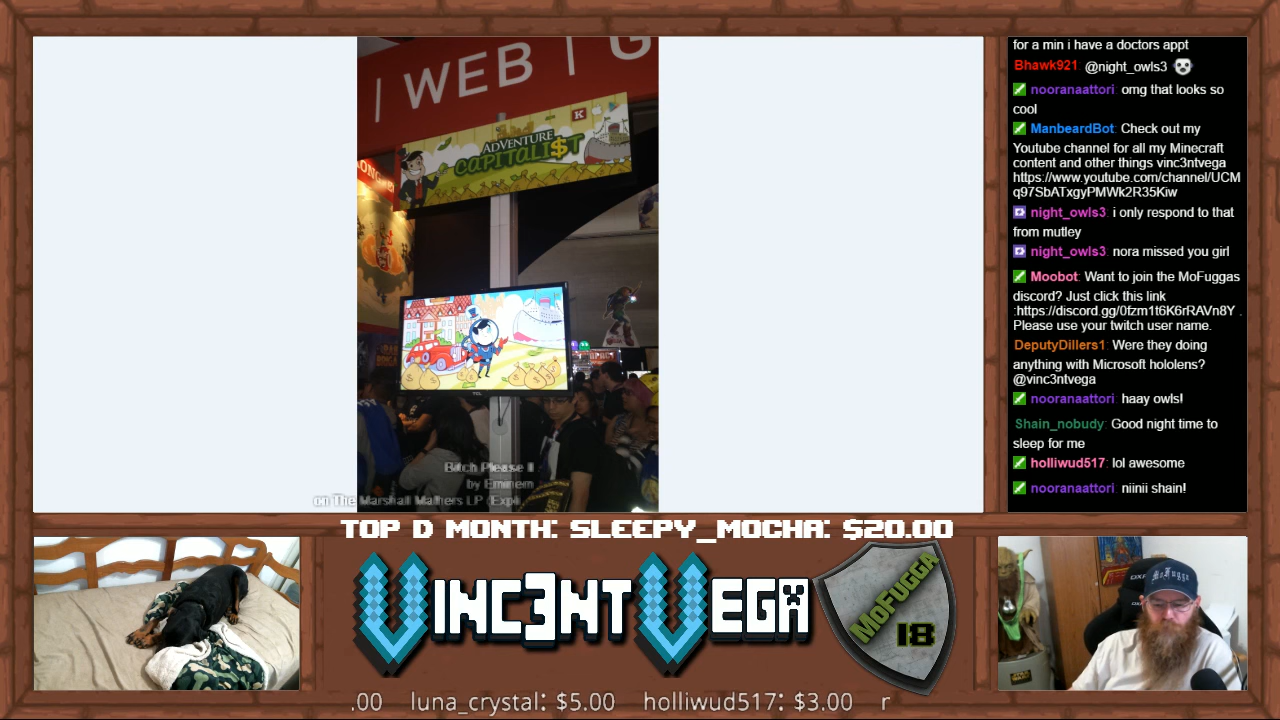 | WEB | G
K
ADVENTURE
CAPITALI$T
TCL
Bitch Please II
by Eminem
on The Marshall Mathers LP (Expl.
for a min i have a doctors appt
Bhawk921 @night_owls3
nooranaattori: omg that looks so
cool
ManbeardBot: Check out my
Youtube channel for all my Minecraft
content and other things vinc3ntvega
https://www.youtube.com/channel/UCM
q97SbATxgyPMWk2R35Kiw
night_owls3: i only respond to that
from mutley
night_owls3: nora missed you girl
Moobot: Want to join the MoFuggas
discord? Just click this link
:https://discord.gg/0fzm1t6K6rRAVn8Y .
Please use your twitch user name.
DeputyDillers1: Were they doing
anything with Microsoft hololens?
@vinc3ntvega
nooranaattori: haay owls!
Shain_nobudy: Good night time to
sleep for me
holliwud517: lol awesome
nooranaattori: niinii shain!
TOP D MONTH: SLEEPY_MOCHA: $20.00
VINC3NTVEGA
MOFUGGA
18
MoFugga
.00 luna_crystal: $5.00 holliwud517: $3.00 r